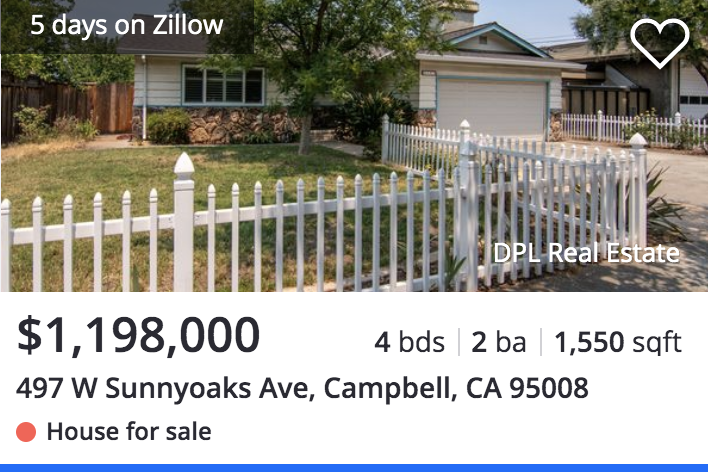 5 days on Zillow
DPL Real Estate
$1,198,000 4 bds | 2 ba | 1,550 sqft
497 W Sunnyoaks Ave, Campbell, CA 95008
House for sale